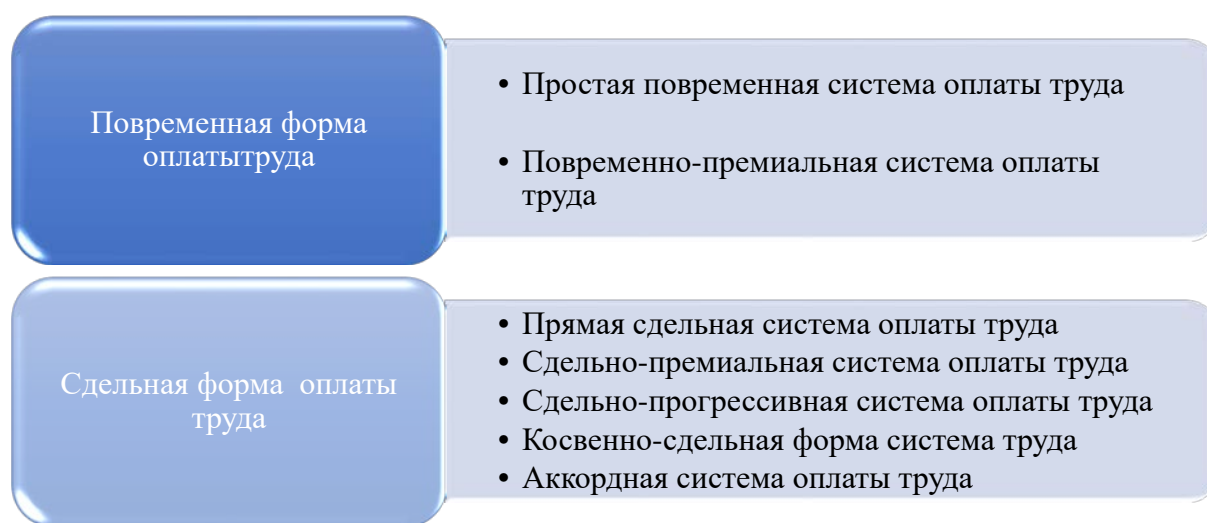 Повременная форма
оплатытруда
• Простая повременная система оплаты труда
• Повременно-премиальная система оплаты
труда
Сдельная форма оплаты
труда
• Прямая сдельная система оплаты труда
• Сдельно-премиальная система оплаты труда
• Сдельно-прогрессивная система оплаты труда
• Косвенно-сдельная форма система труда
• Аккордная система оплаты труда